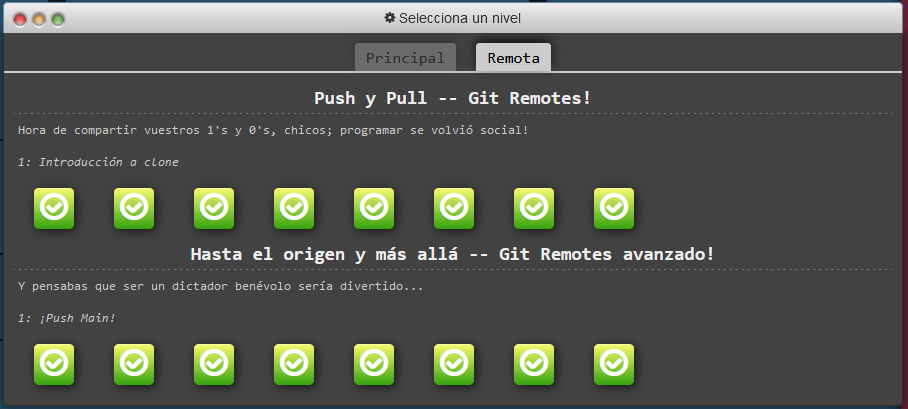 Selecciona un nivel
Principal
Remota
Push y Pull -- Git Remotes!
Hora de compartir vuestros 1's y 0's, chicos; programar se volvió social!
1: Introducción a clone
Hasta el origen y más allá -- Git Remotes avanzado!
Y pensabas que ser un dictador benévolo sería divertido...
1: ¡Push Main!